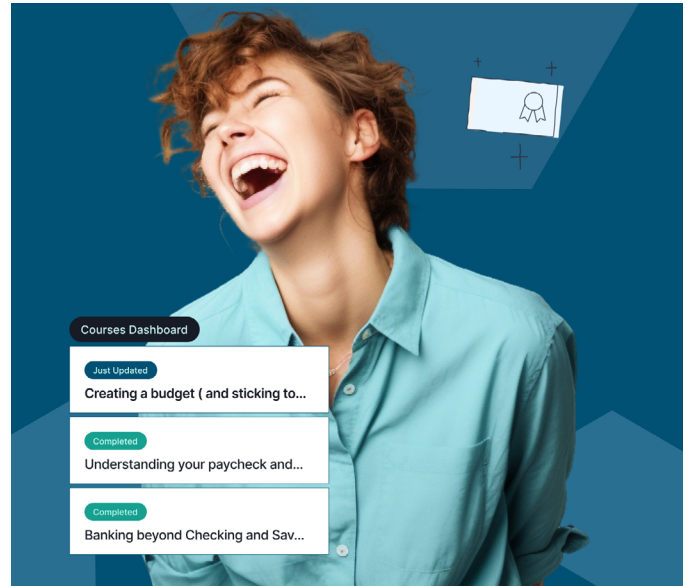 Courses Dashboard
Just Updated
Creating a budget ( and sticking to...
Completed
Understanding your paycheck and...
Completed
Banking beyond Checking and Sav...